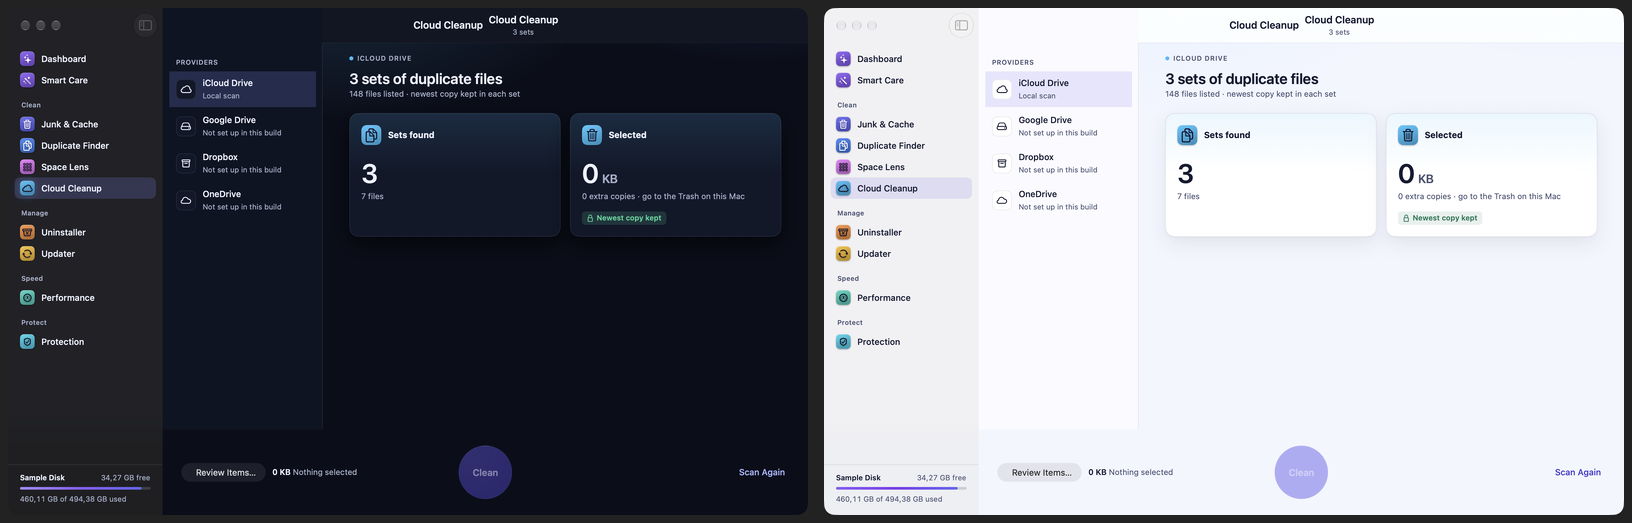 Cloud Cleanup
Cloud Cleanup
3 sets
Dashboard
Smart Care
Clean
Junk & Cache
Duplicate Finder
Space Lens
Cloud Cleanup
Manage
Uninstaller
Updater
Speed
Performance
Protect
Protection
Sample Disk 34,27 GB free
460,11 GB of 494,38 GB used
PROVIDERS
iCloud Drive
Local scan
Google Drive
Not set up in this build
Dropbox
Not set up in this build
OneDrive
Not set up in this build
ICLOUD DRIVE
3 sets of duplicate files
148 files listed · newest copy kept in each set
Sets found
3
7 files
Selected
0 KB
0 extra copies · go to the Trash on this Mac
Newest copy kept
Review Items...
0 KB Nothing selected
Clean
Scan Again
Cloud Cleanup
Cloud Cleanup
3 sets
Dashboard
Smart Care
Clean
Junk & Cache
Duplicate Finder
Space Lens
Cloud Cleanup
Manage
Uninstaller
Updater
Speed
Performance
Protect
Protection
Sample Disk 34,27 GB free
460,11 GB of 494,38 GB used
PROVIDERS
iCloud Drive
Local scan
Google Drive
Not set up in this build
Dropbox
Not set up in this build
OneDrive
Not set up in this build
ICLOUD DRIVE
3 sets of duplicate files
148 files listed · newest copy kept in each set
Sets found
3
7 files
Selected
0 KB
0 extra copies · go to the Trash on this Mac
Newest copy kept
Review Items...
0 KB Nothing selected
Clean
Scan Again